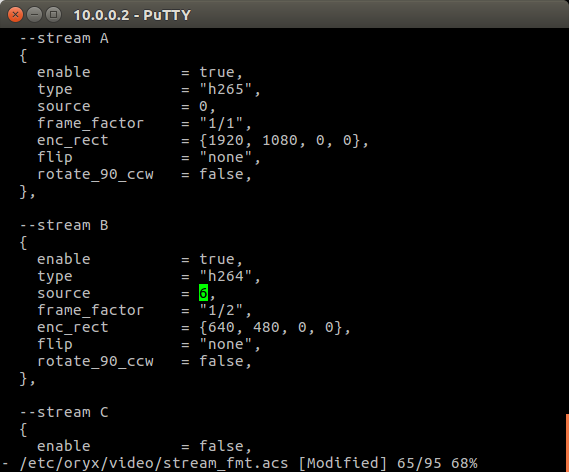 10.0.0.2 - PuTTY
--stream A
{
enable = true,
type = "h265",
source = 0,
frame_factor = "1/1",
enc_rect = {1920, 1080, 0, 0},
flip = "none",
rotate_90_ccw = false,
},
--stream B
{
enable = true,
type = "h264",
source = 6,
frame_factor = "1/2",
enc_rect = {640, 480, 0, 0},
flip = "none",
rotate_90_ccw = false,
},
--stream C
{
enable = false,
- /etc/oryx/video/stream_fmt.acs [Modified] 65/95 68%